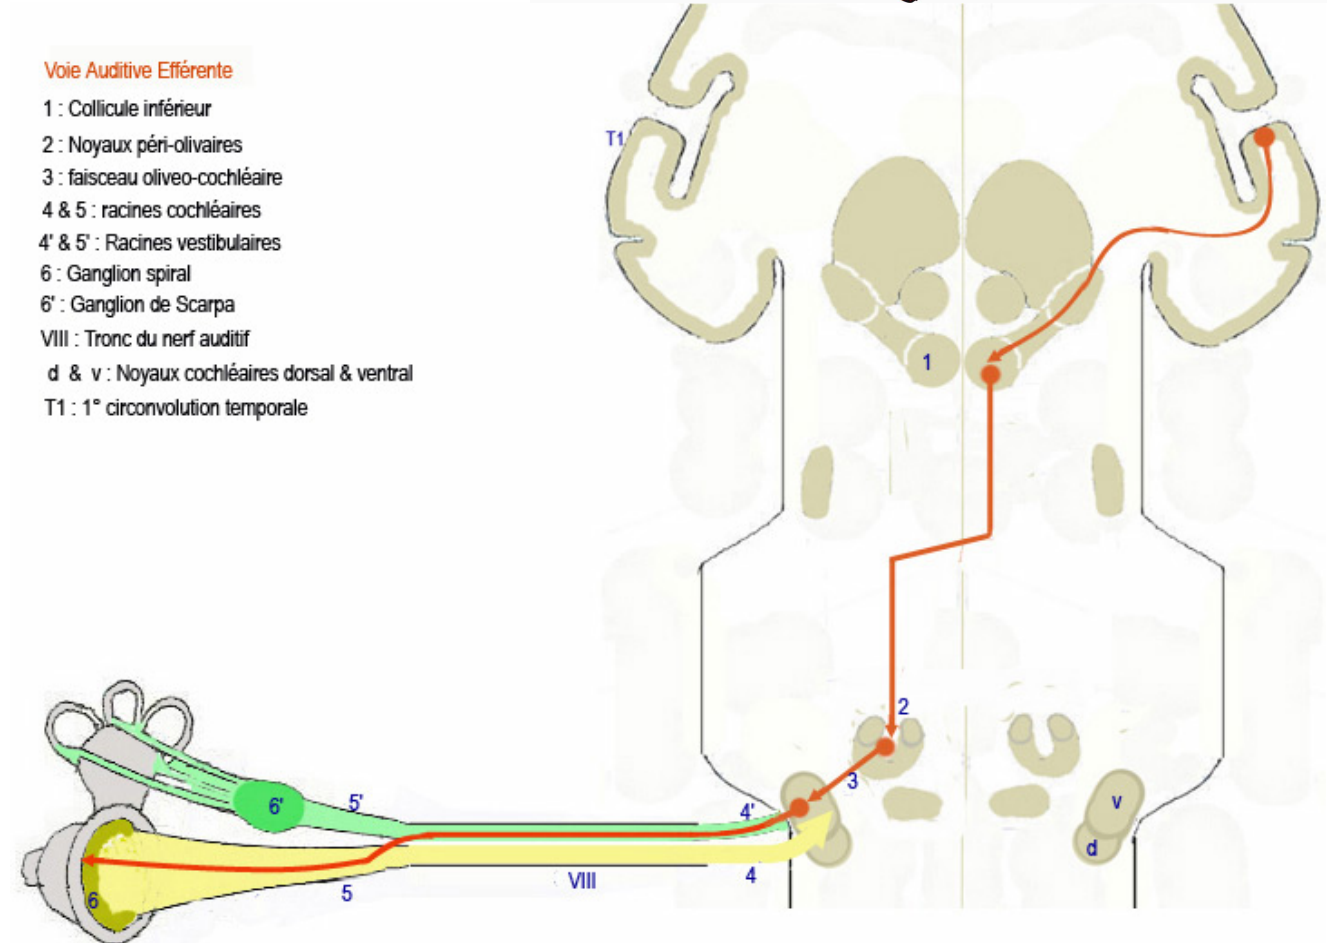 Voie Auditive Efférente
1 : Collicule inférieur
2 : Noyaux péri-olivaires
3 : faisceau oliveo-cochléaire
4 & 5 : racines cochléaires
4' & 5' : Racines vestibulaires
6 : Ganglion spiral
6' : Ganglion de Scarpa
VIII : Tronc du nerf auditif
d & v : Noyaux cochléaires dorsal & ventral
T1 : 1° circonvolution temporale
T1
1
2
3
v
d
4'
4
5'
6'
VIII
5
6